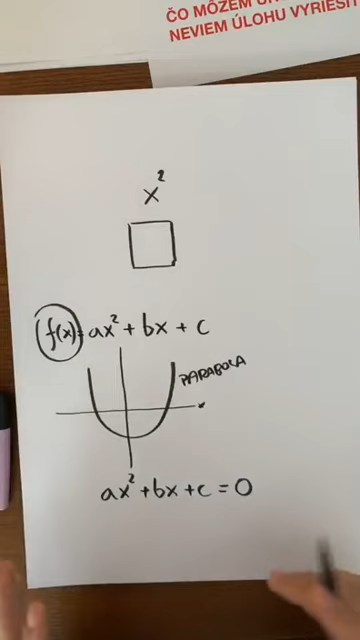 ČO MÔŽEM
NEVIEM ÚLOHU VYRIEŠIŤ
x²
f(x)=ax²+bx+c
PARABOLA
x
ax²+bx+c=0